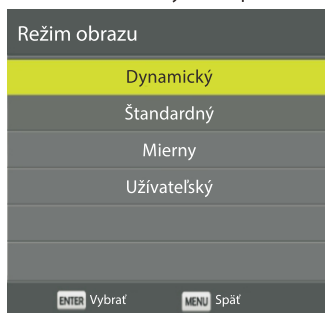 Režim obrazu
Dynamický
Štandardný
Mierny
Užívateľský
ENTER Vybrať MENU Späť